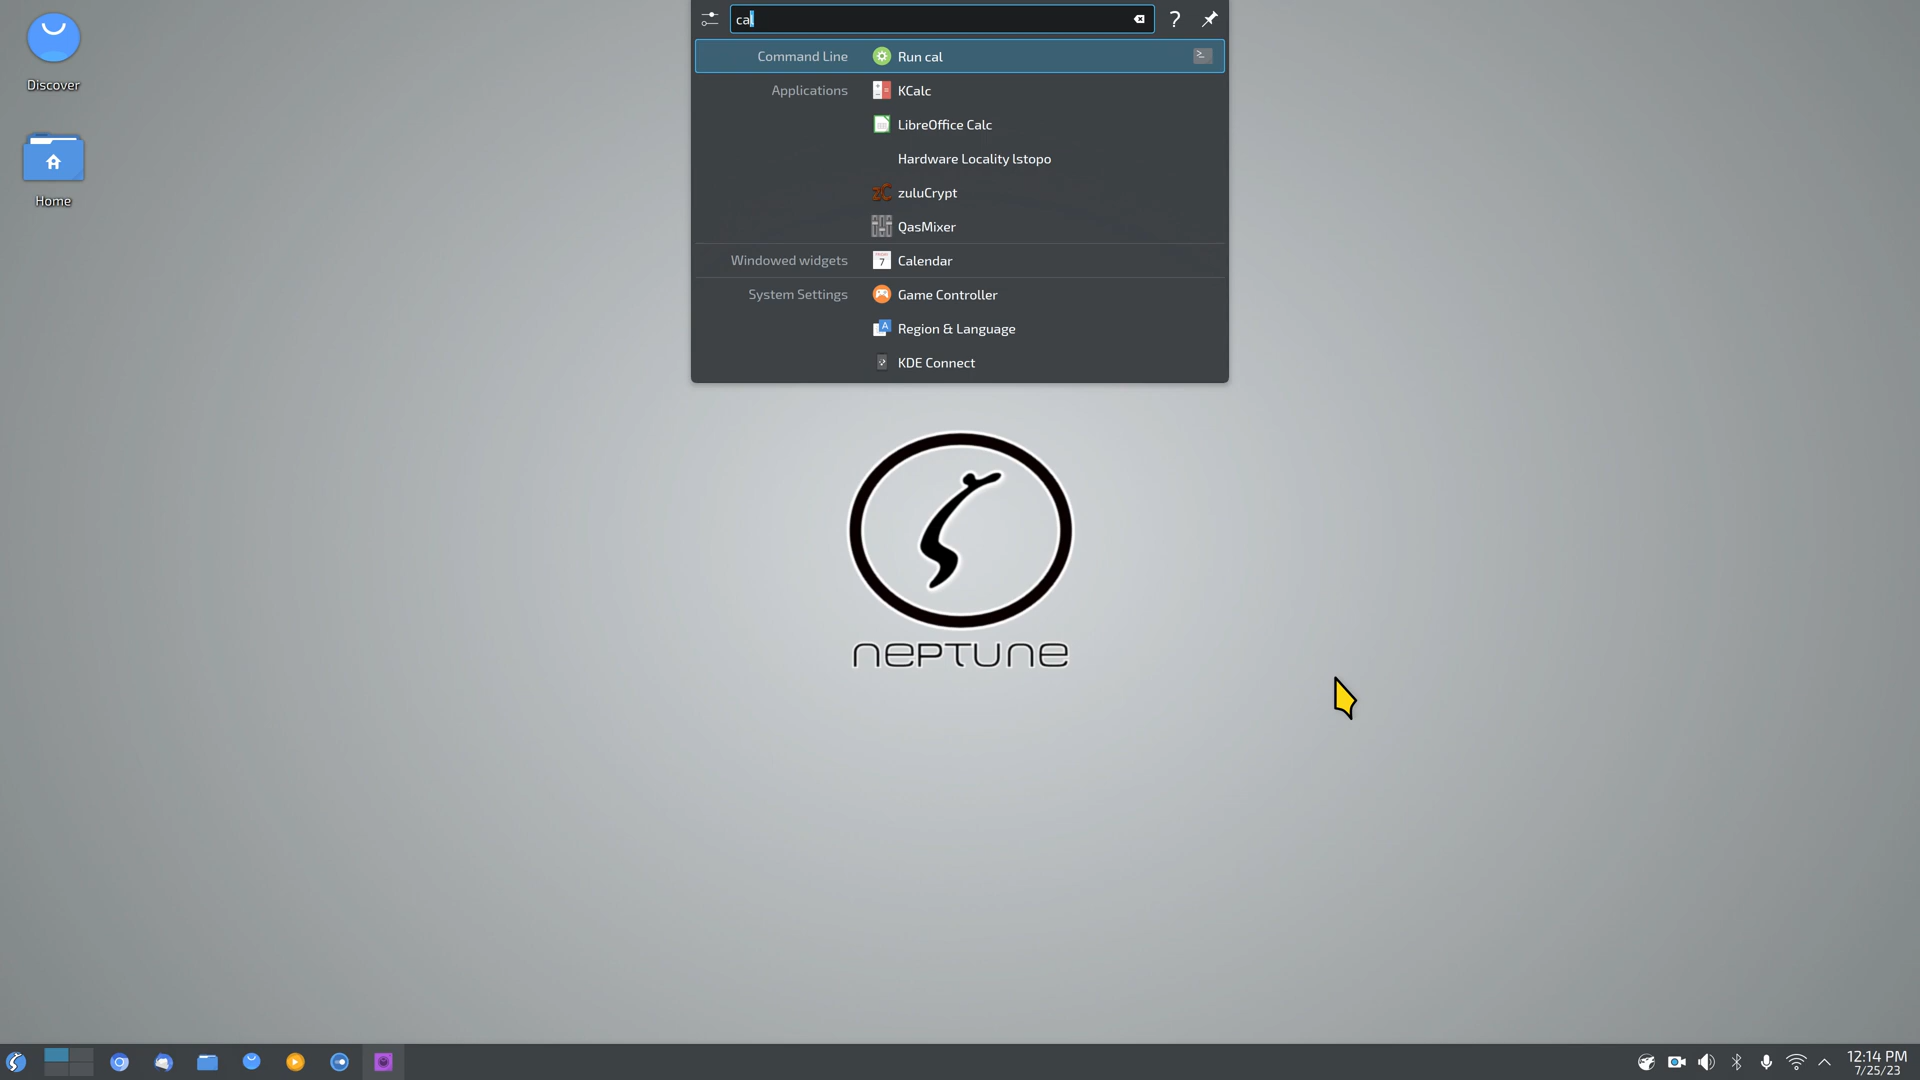 cal
Discover
Home
Command Line Run cal
Applications KCalc
LibreOffice Calc
Hardware Locality lstopo
zuluCrypt
QasMixer
Windowed widgets Calendar
System Settings Game Controller
Region & Language
KDE Connect
NEPTUNE
12:14 PM
7/25/23